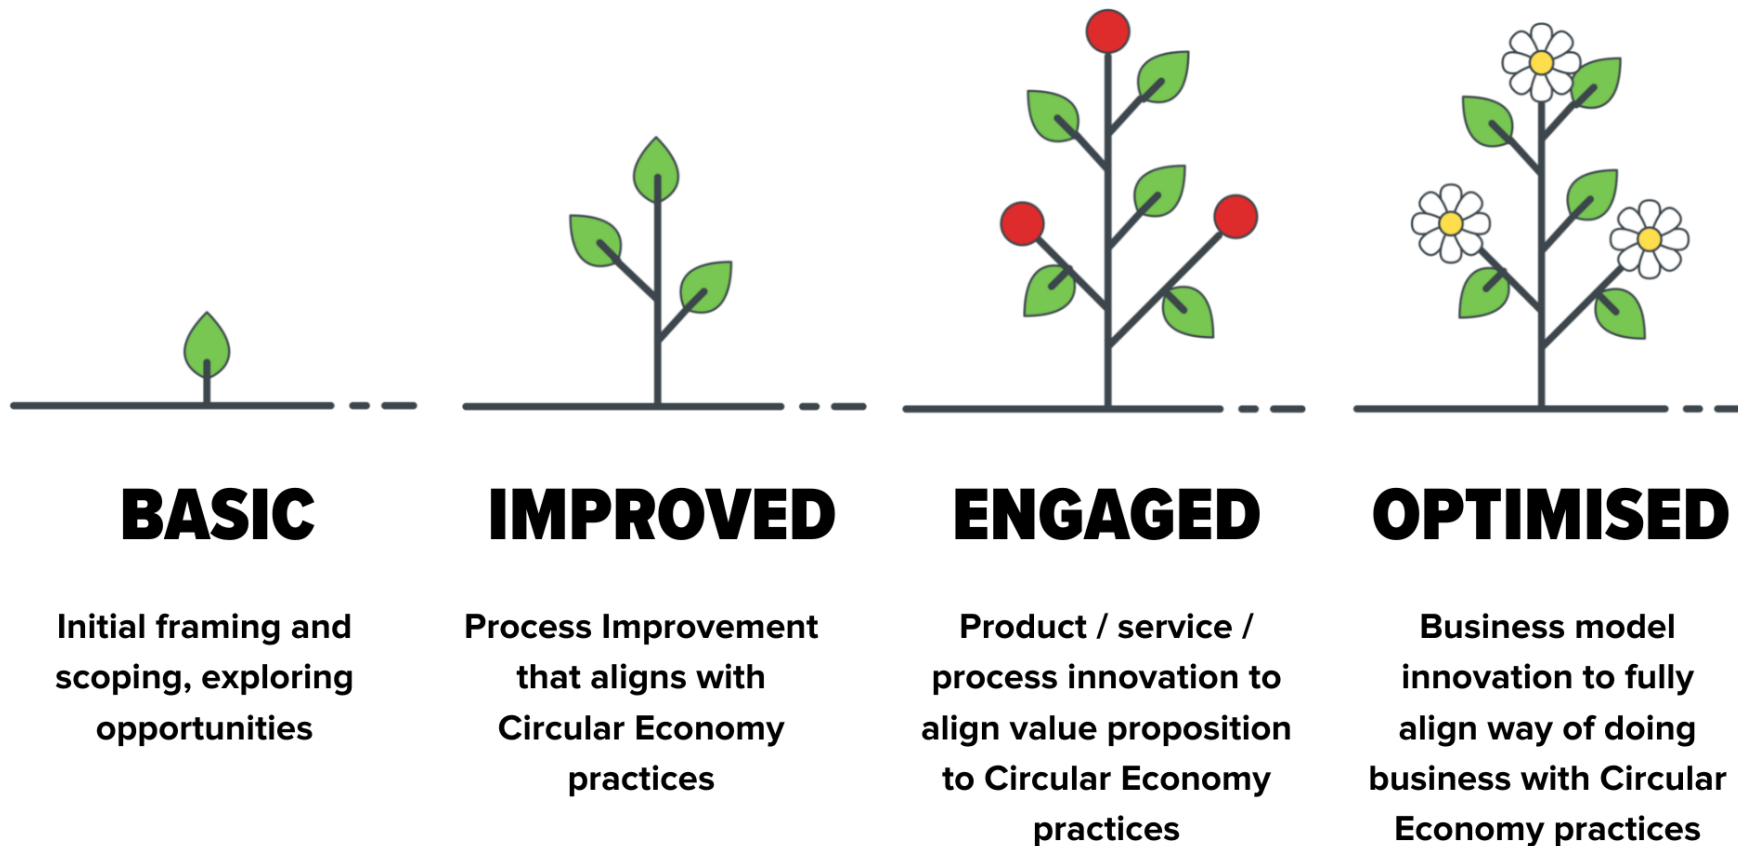 BASIC
Initial framing and
scoping, exploring
opportunities
IMPROVED
Process Improvement
that aligns with
Circular Economy
practices
ENGAGED
Product / service /
process innovation to
align value proposition
to Circular Economy
practices
OPTIMISED
Business model
innovation to fully
align way of doing
business with Circular
Economy practices